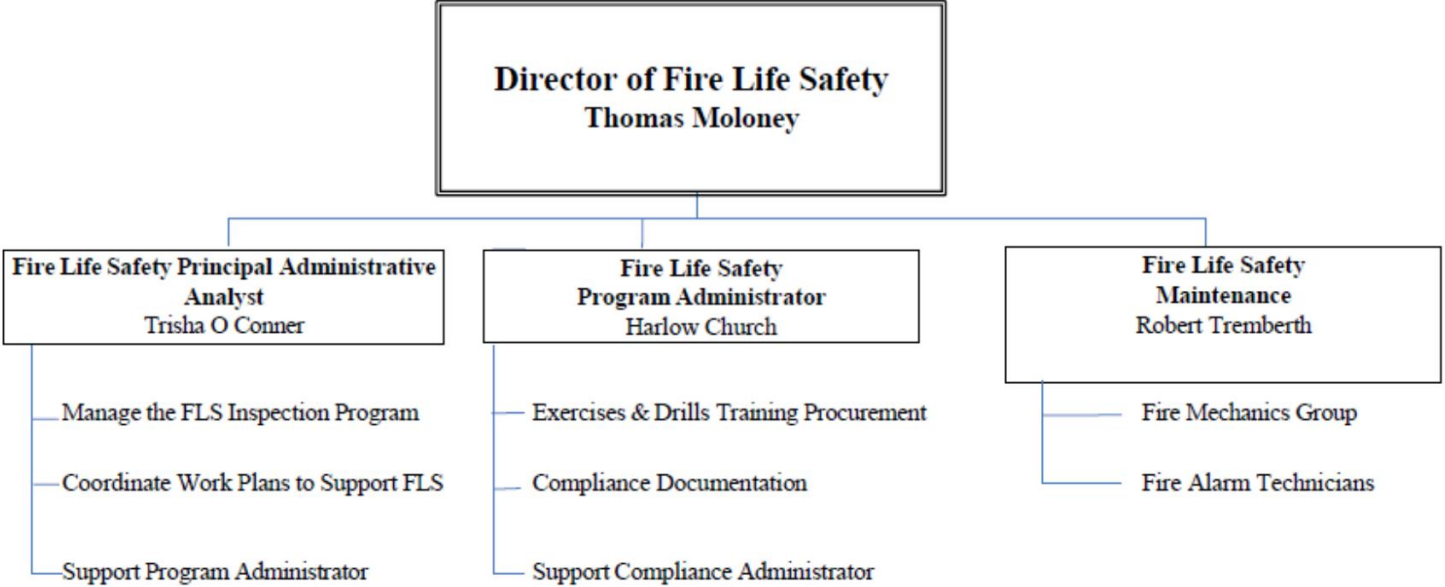 Director of Fire Life Safety
Thomas Moloney
Fire Life Safety Principal Administrative
Analyst
Trisha O Conner
Manage the FLS Inspection Program
Coordinate Work Plans to Support FLS
Support Program Administrator
Fire Life Safety
Program Administrator
Harlow Church
Exercises & Drills Training Procurement
Compliance Documentation
Support Compliance Administrator
Fire Life Safety
Maintenance
Robert Tremberth
Fire Mechanics Group
Fire Alarm Technicians